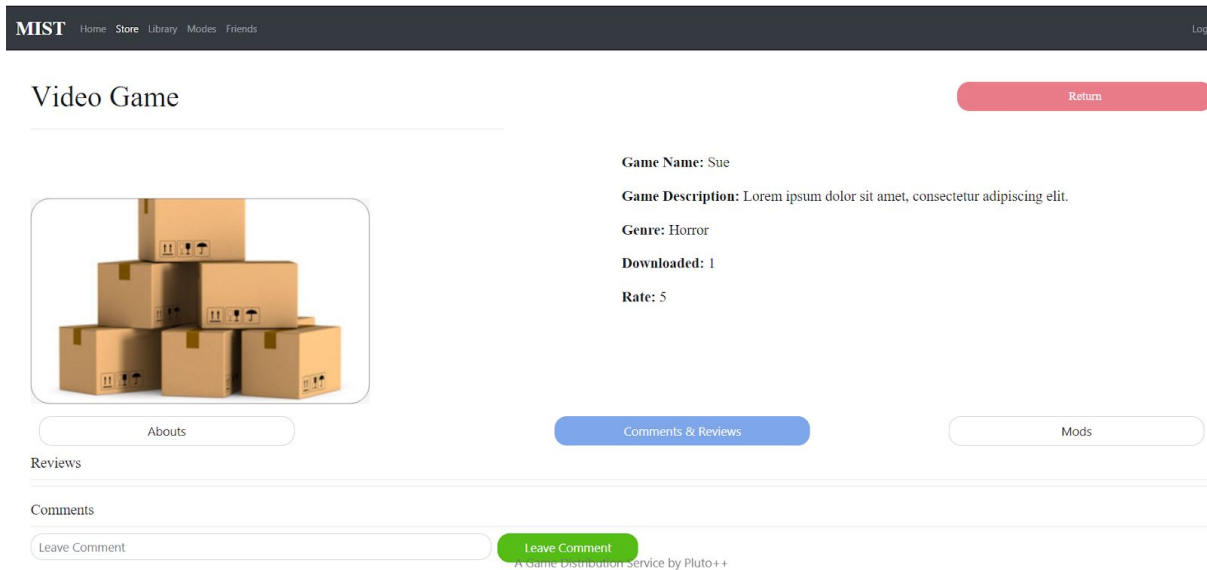 MIST Home Store Library Modes Friends Log
Video Game
Return
Game Name: Sue
Game Description: Lorem ipsum dolor sit amet, consectetur adipiscing elit.
Genre: Horror
Downloaded: 1
Rate: 5
Abouts Comments & Reviews Mods
Reviews
Comments
Leave Comment Leave Comment
A Game Distribution Service by Pluto++